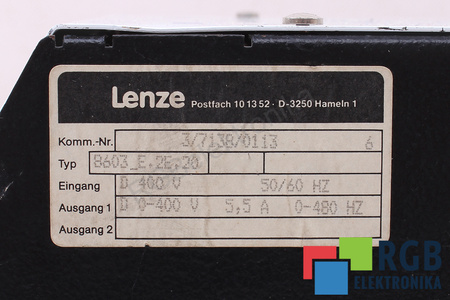 Lenze Postfach 10 13 52 · D-3250 Hameln 1
Komm.-Nr. 3/7138/0113 6
Typ 8603_E.2E.20
Eingang D 400 V 50/60 HZ
Ausgang 1 D 0-400 V 5,5 A 0-480 HZ
Ausgang 2
RGB
ELEKTRONIKA